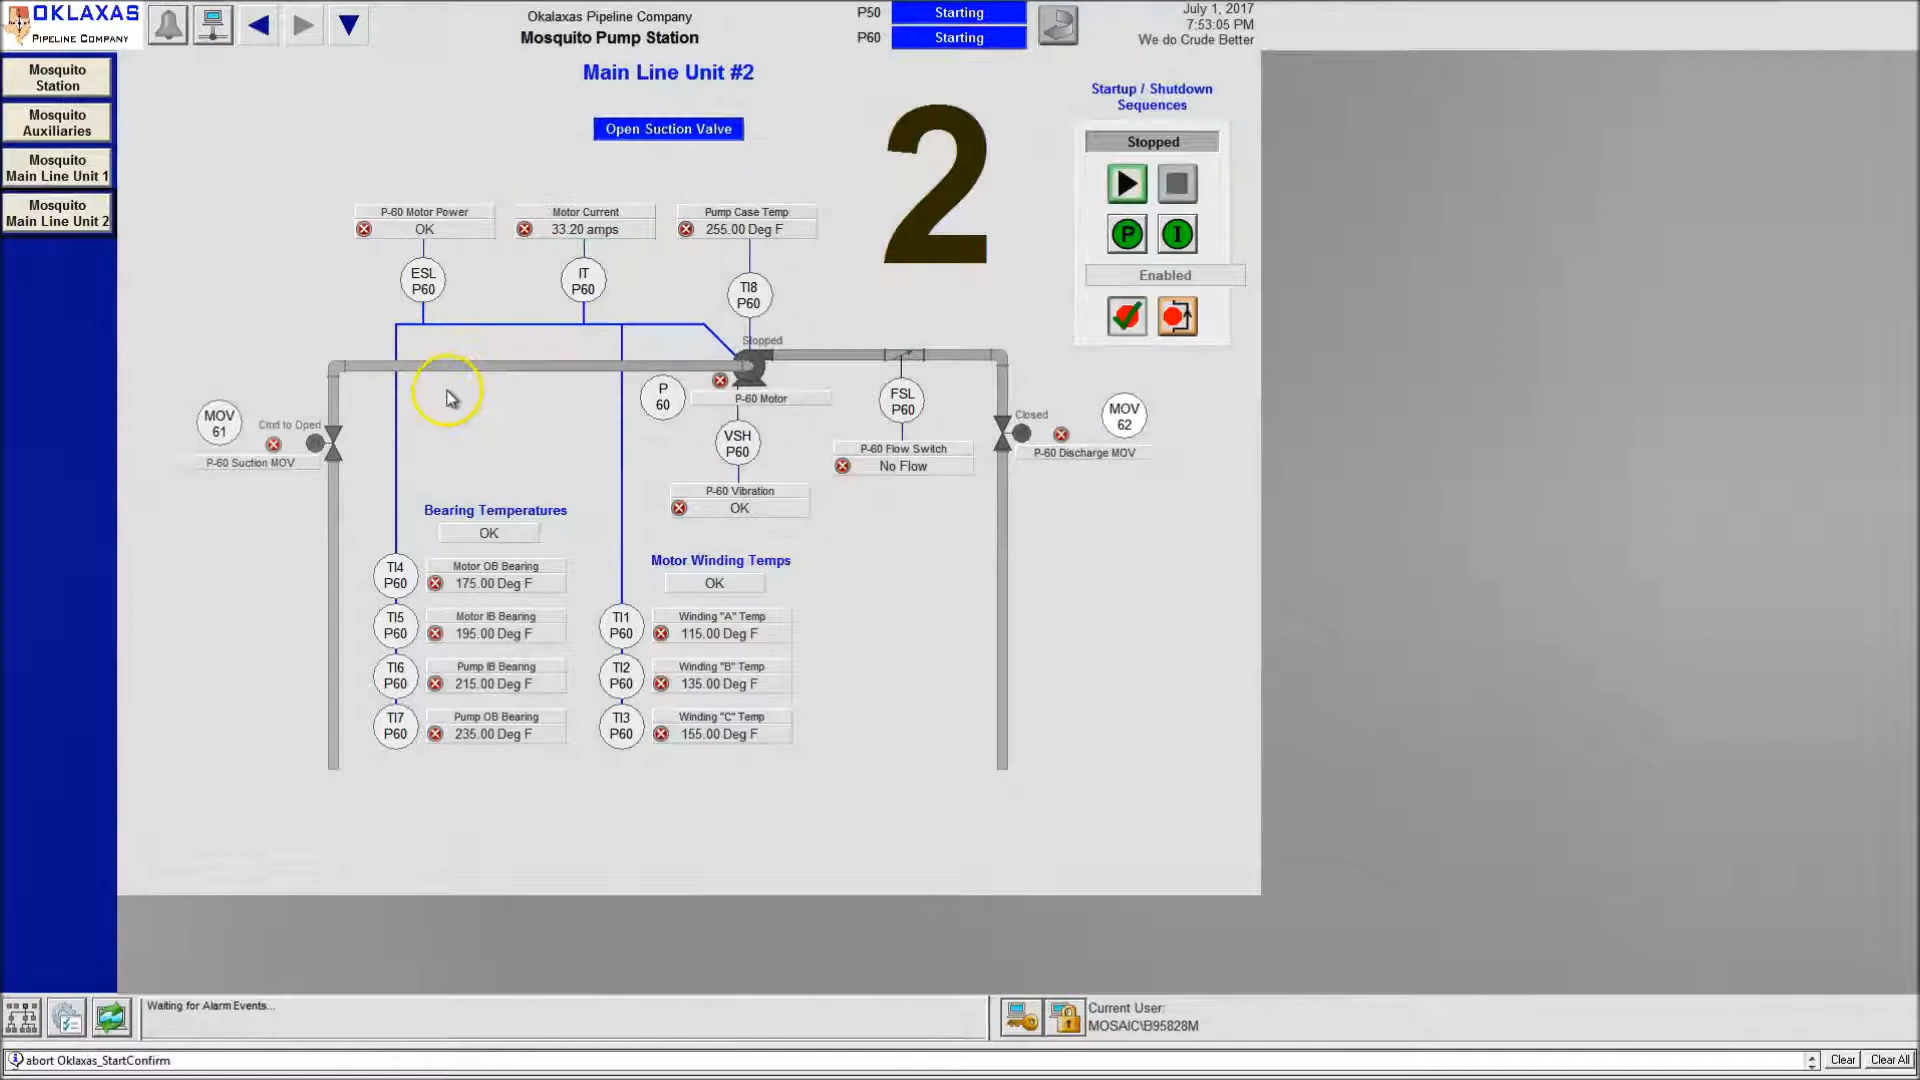 OKLAXAS
PIPELINE COMPANY
Okalaxas Pipeline Company
Mosquito Pump Station
P50
Starting
P60
Starting
July 1, 2017
7:53:05 PM
We do Crude Better
Mosquito
Station
Mosquito
Auxiliaries
Mosquito
Main Line Unit 1
Mosquito
Main Line Unit 2
Main Line Unit #2
Open Suction Valve
2
Startup / Shutdown
Sequences
Stopped
P
I
Enabled
P-60 Motor Power
OK
Motor Current
33.20 amps
Pump Case Temp
255.00 Deg F
ESL
P60
IT
P60
TI8
P60
Stopped
P
60
P-60 Motor
FSL
P60
VSH
P60
P-60 Flow Switch
No Flow
P-60 Vibration
OK
MOV
61
Cmd to Oped
P-60 Suction MOV
Closed
MOV
62
P-60 Discharge MOV
Bearing Temperatures
OK
TI4
P60
Motor OB Bearing
175.00 Deg F
TI5
P60
Motor IB Bearing
195.00 Deg F
TI6
P60
Pump IB Bearing
215.00 Deg F
TI7
P60
Pump OB Bearing
235.00 Deg F
Motor Winding Temps
OK
TI1
P60
Winding "A" Temp
115.00 Deg F
TI2
P60
Winding "B" Temp
135.00 Deg F
TI3
P60
Winding "C" Temp
155.00 Deg F
Waiting for Alarm Events...
Current User:
MOSAIC\B95828M
abort Oklaxas_StartConfirm
Clear
Clear All